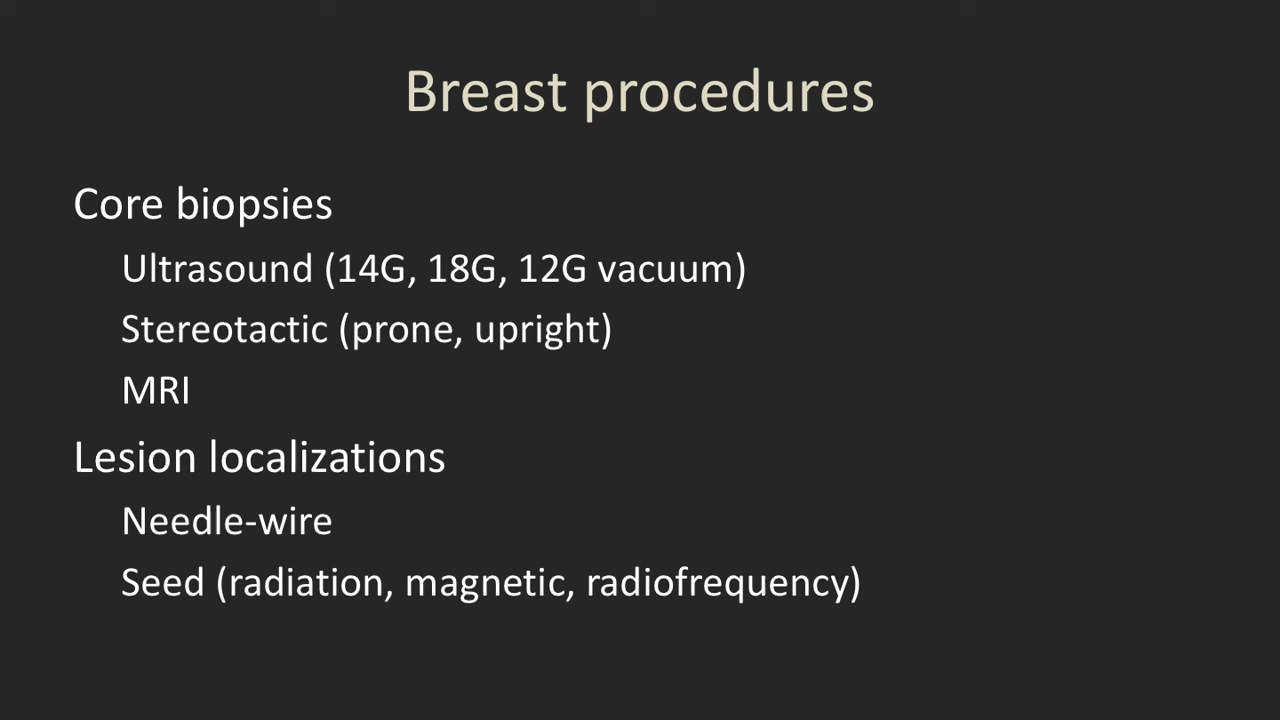 Breast procedures
Core biopsies
Ultrasound (14G, 18G, 12G vacuum)
Stereotactic (prone, upright)
MRI
Lesion localizations
Needle-wire
Seed (radiation, magnetic, radiofrequency)